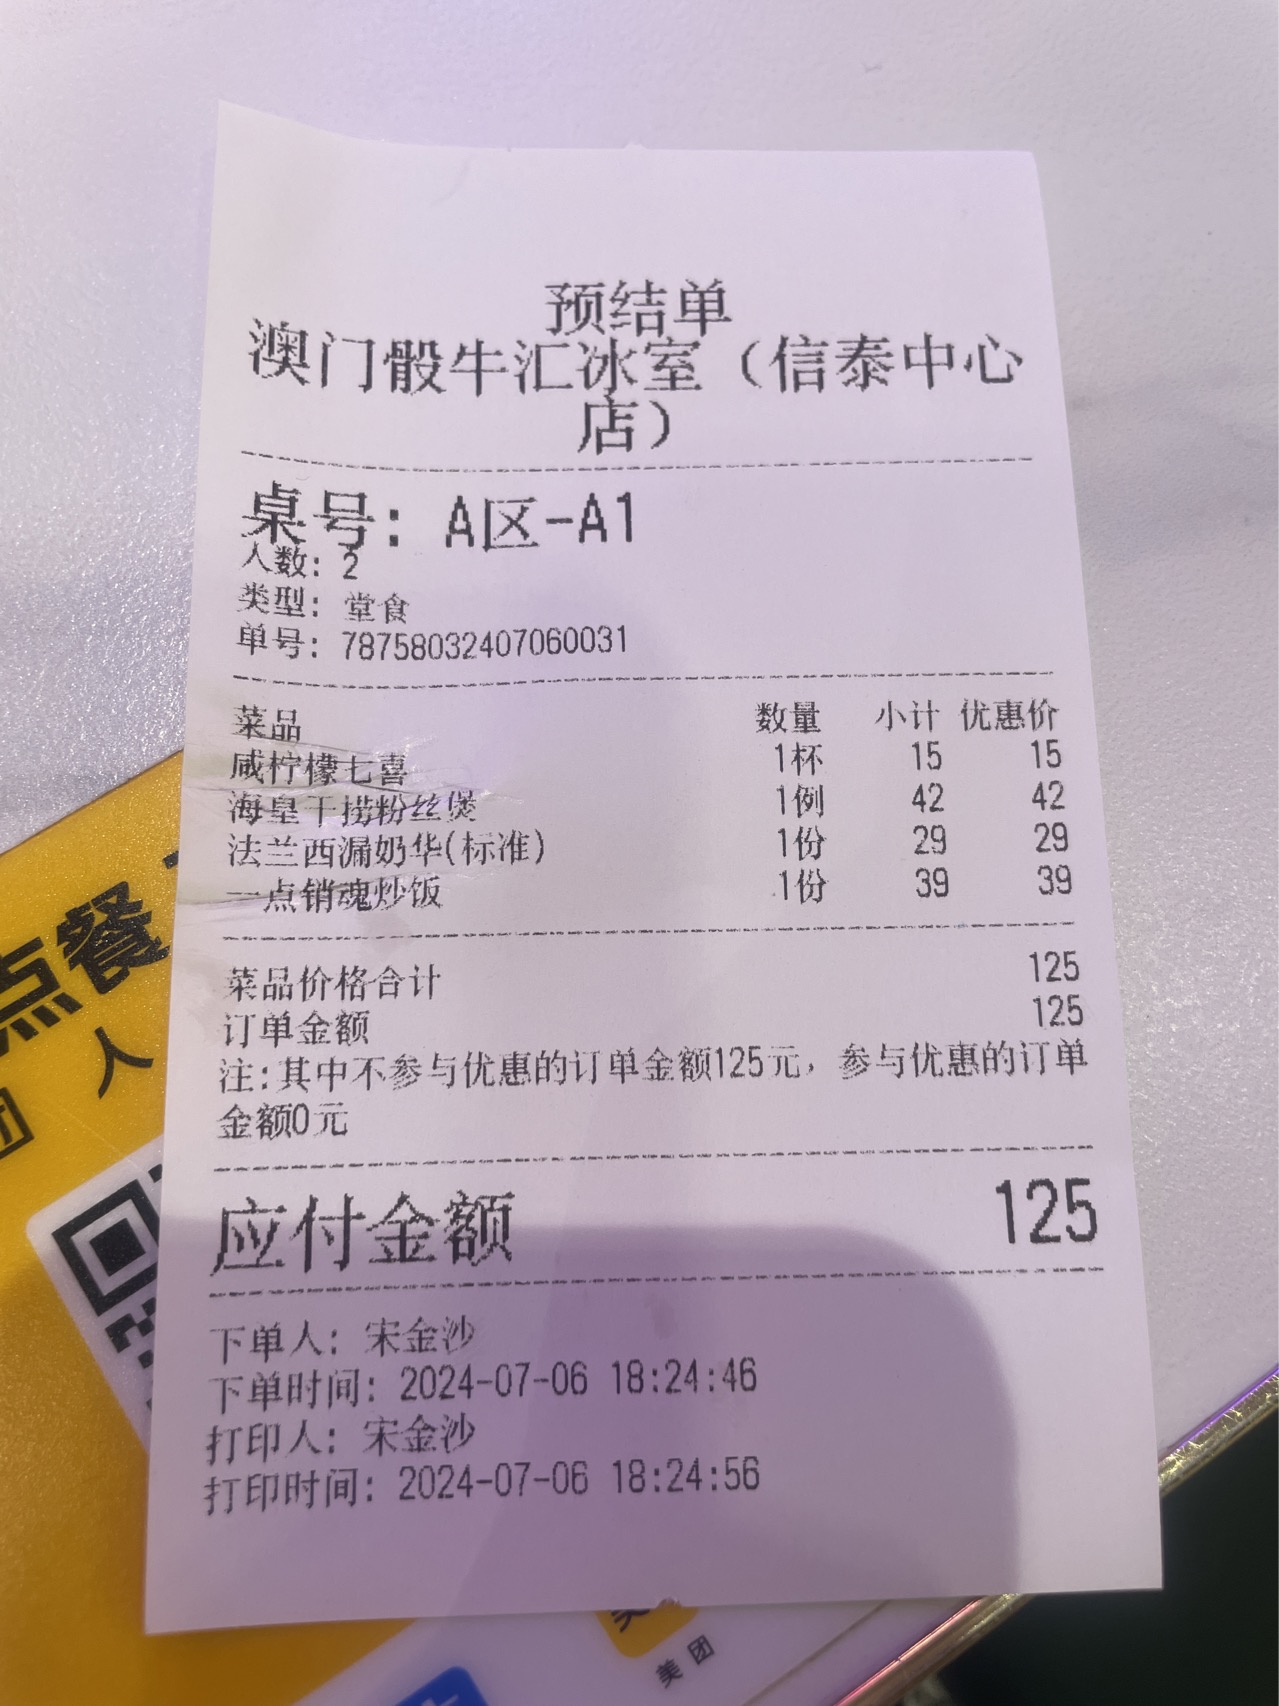 预结单
澳门骰牛汇冰室（信泰中心
店）
桌号：A区-A1
人数：2
类型：堂食
单号：78758032407060031
菜品 数量 小计 优惠价
咸柠檬七喜 1杯 15 15
海皇干捞粉丝煲 1例 42 42
法兰西漏奶华(标准) 1份 29 29
一点销魂炒饭 1份 39 39
菜品价格合计 125
订单金额 125
注：其中不参与优惠的订单金额125元，参与优惠的订单
金额0元
应付金额 125
下单人：宋金沙
下单时间：2024-07-06 18:24:46
打印人：宋金沙
打印时间：2024-07-06 18:24:56
点餐
人
团
美团